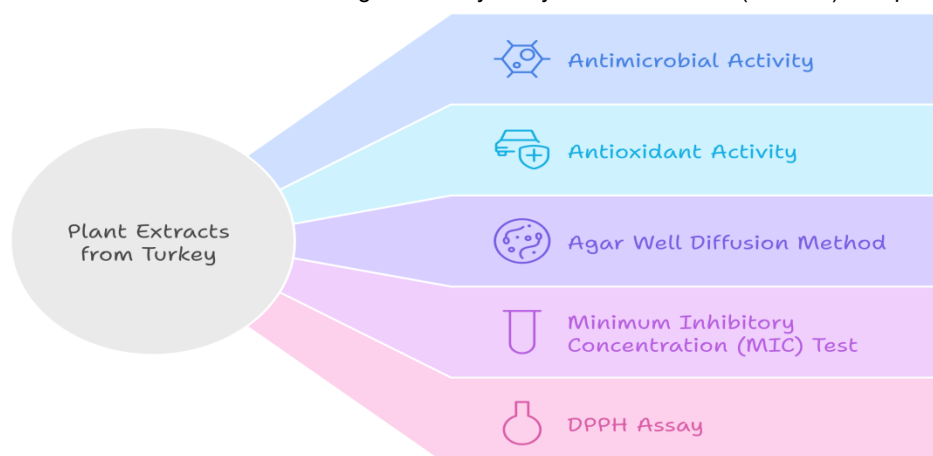 Plant Extracts
from Turkey
Antimicrobial Activity
Antioxidant Activity
Agar Well Diffusion Method
Minimum Inhibitory
Concentration (MIC) Test
DPPH Assay